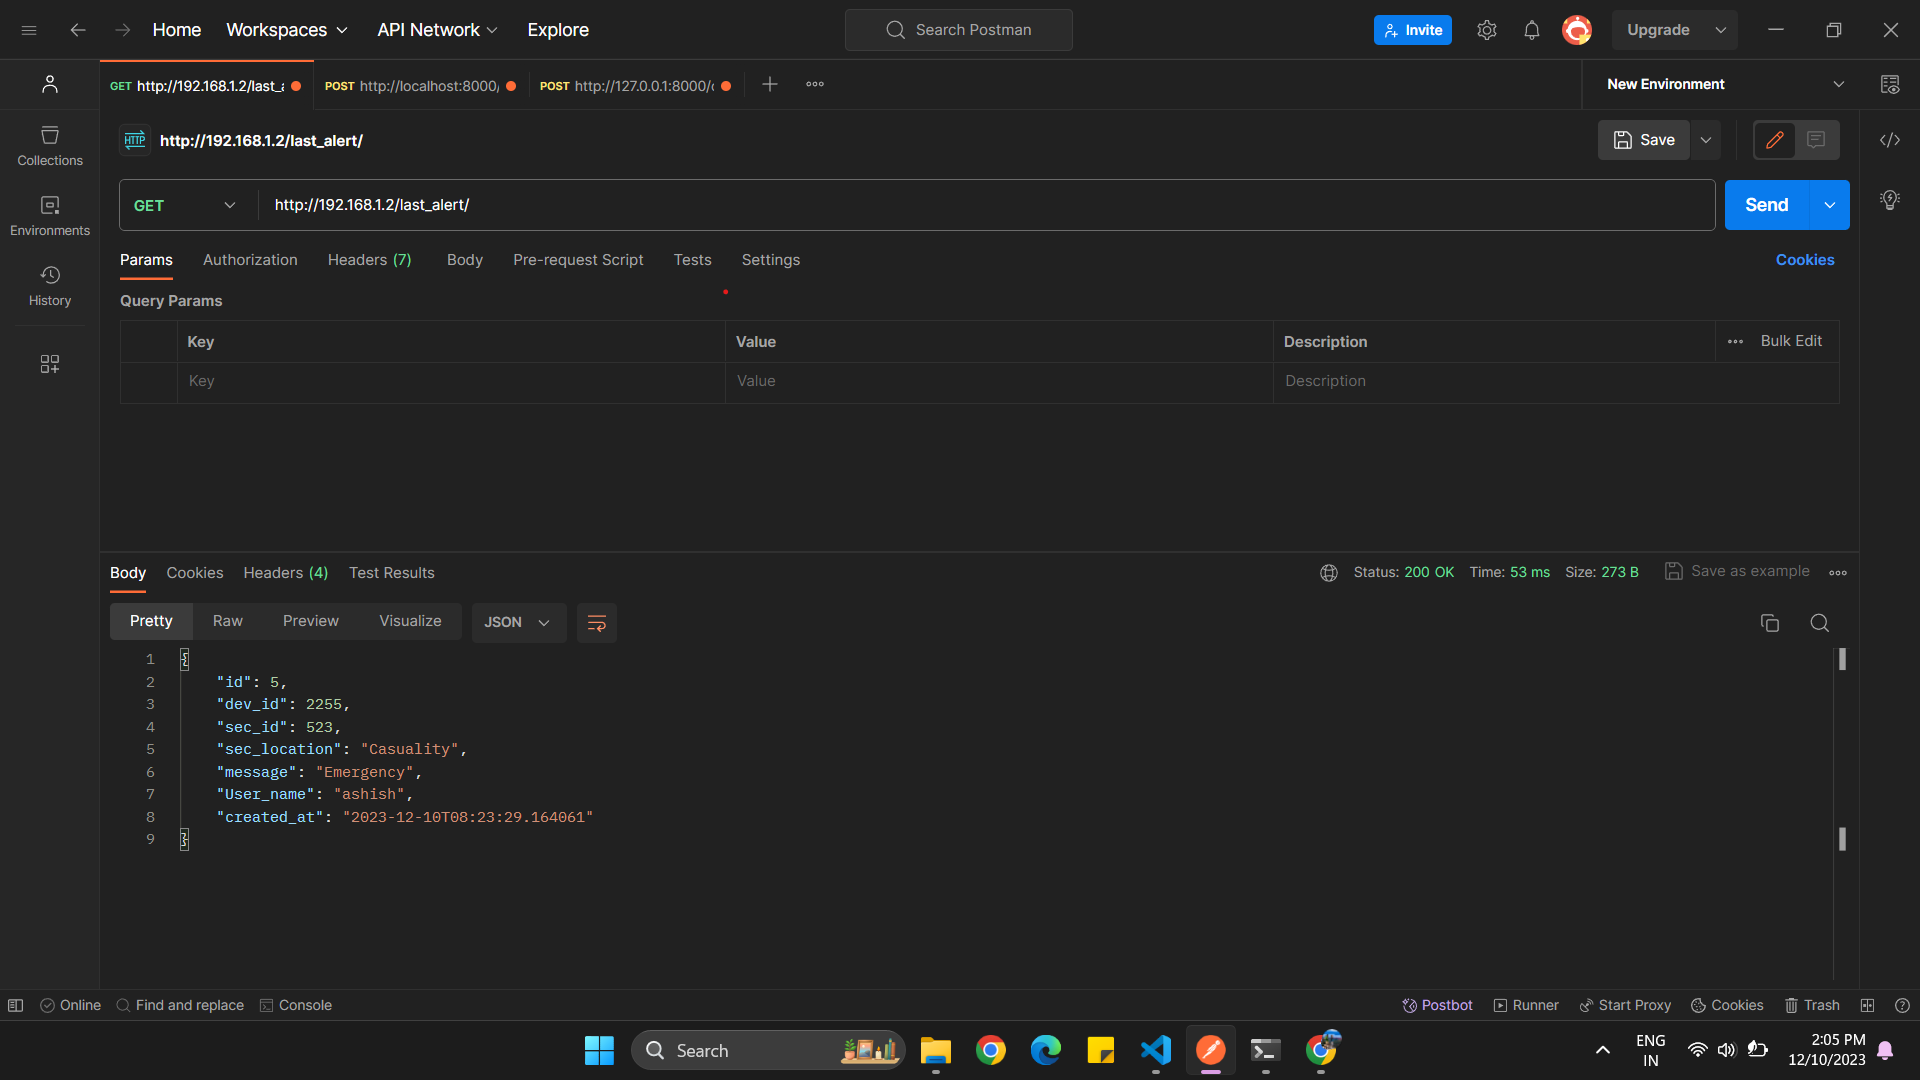 Home
Workspaces
API Network
Explore
Search Postman
Invite
Upgrade
GET http://192.168.1.2/last_a
POST http://localhost:8000/
POST http://127.0.0.1:8000/
New Environment
HTTP http://192.168.1.2/last_alert/
Save
Collections
Environments
History
GET
http://192.168.1.2/last_alert/
Send
Params
Authorization
Headers (7)
Body
Pre-request Script
Tests
Settings
Cookies
Query Params
Key
Value
Description
Bulk Edit
Key
Value
Description
Body
Cookies
Headers (4)
Test Results
Status: 200 OK
Time: 53 ms
Size: 273 B
Save as example
Pretty
Raw
Preview
Visualize
JSON
1 {
2 "id": 5,
3 "dev_id": 2255,
4 "sec_id": 523,
5 "sec_location": "Casuality",
6 "message": "Emergency",
7 "User_name": "ashish",
8 "created_at": "2023-12-10T08:23:29.164061"
9 }
Online
Find and replace
Console
Postbot
Runner
Start Proxy
Cookies
Trash
Search
ENG
IN
2:05 PM
12/10/2023